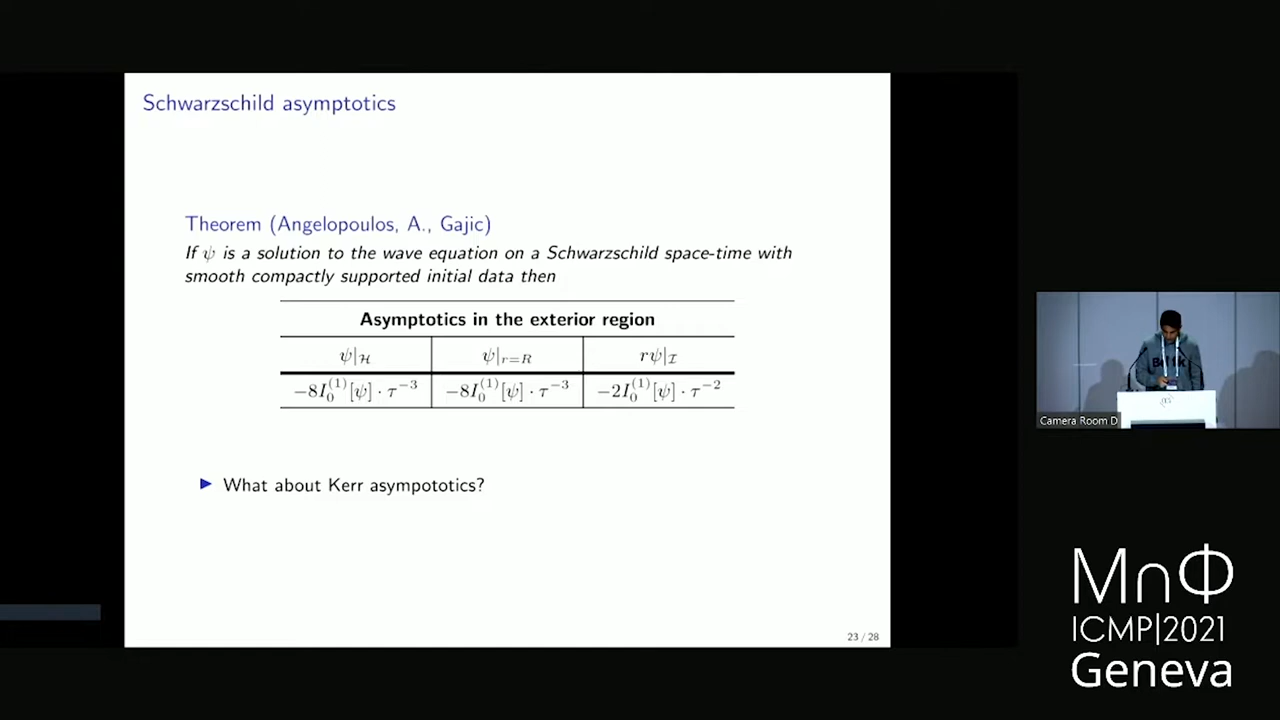 Schwarzschild asymptotics
Theorem (Angelopoulos, A., Gajic)
If ψ is a solution to the wave equation on a Schwarzschild space-time with
smooth compactly supported initial data then
Asymptotics in the exterior region
ψ|_ℋ ψ|_{r=R} rψ|_ℐ
−8I_0^{(1)}[ψ] · τ^{−3} −8I_0^{(1)}[ψ] · τ^{−3} −2I_0^{(1)}[ψ] · τ^{−2}
▶ What about Kerr asympototics?
23 / 28
Camera Room D
M∩Φ
ICMP|2021
Geneva